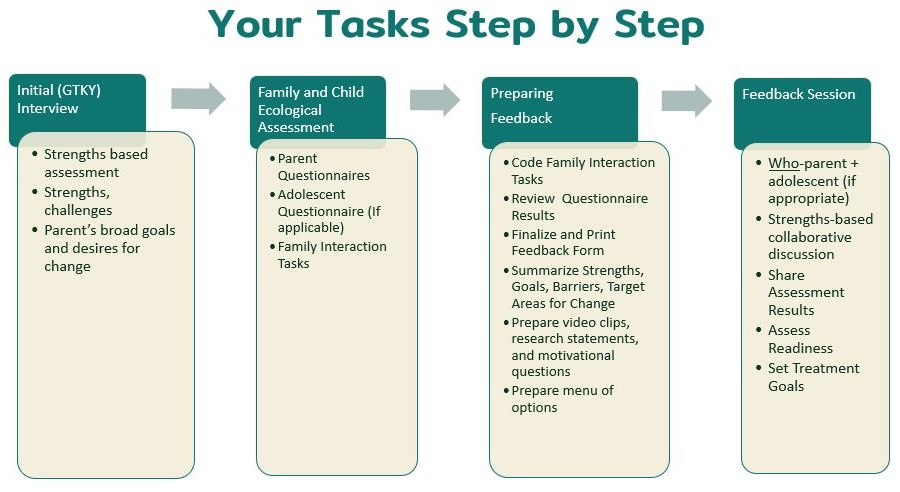 Your Tasks Step by Step
Initial (GTKY)
Interview
• Strengths based
assessment
• Strengths,
challenges
• Parent's broad goals
and desires for
change
Family and Child
Ecological
Assessment
• Parent
Questionnaires
• Adolescent
Questionnaire (If
applicable)
• Family Interaction
Tasks
Preparing
Feedback
• Code Family Interaction
Tasks
• Review Questionnaire
Results
• Finalize and Print
Feedback Form
• Summarize Strengths,
Goals, Barriers, Target
Areas for Change
• Prepare video clips,
research statements,
and motivational
questions
• Prepare menu of
options
Feedback Session
• Who-parent +
adolescent (if
appropriate)
• Strengths-based
collaborative
discussion
• Share
Assessment
Results
• Assess
Readiness
• Set Treatment
Goals